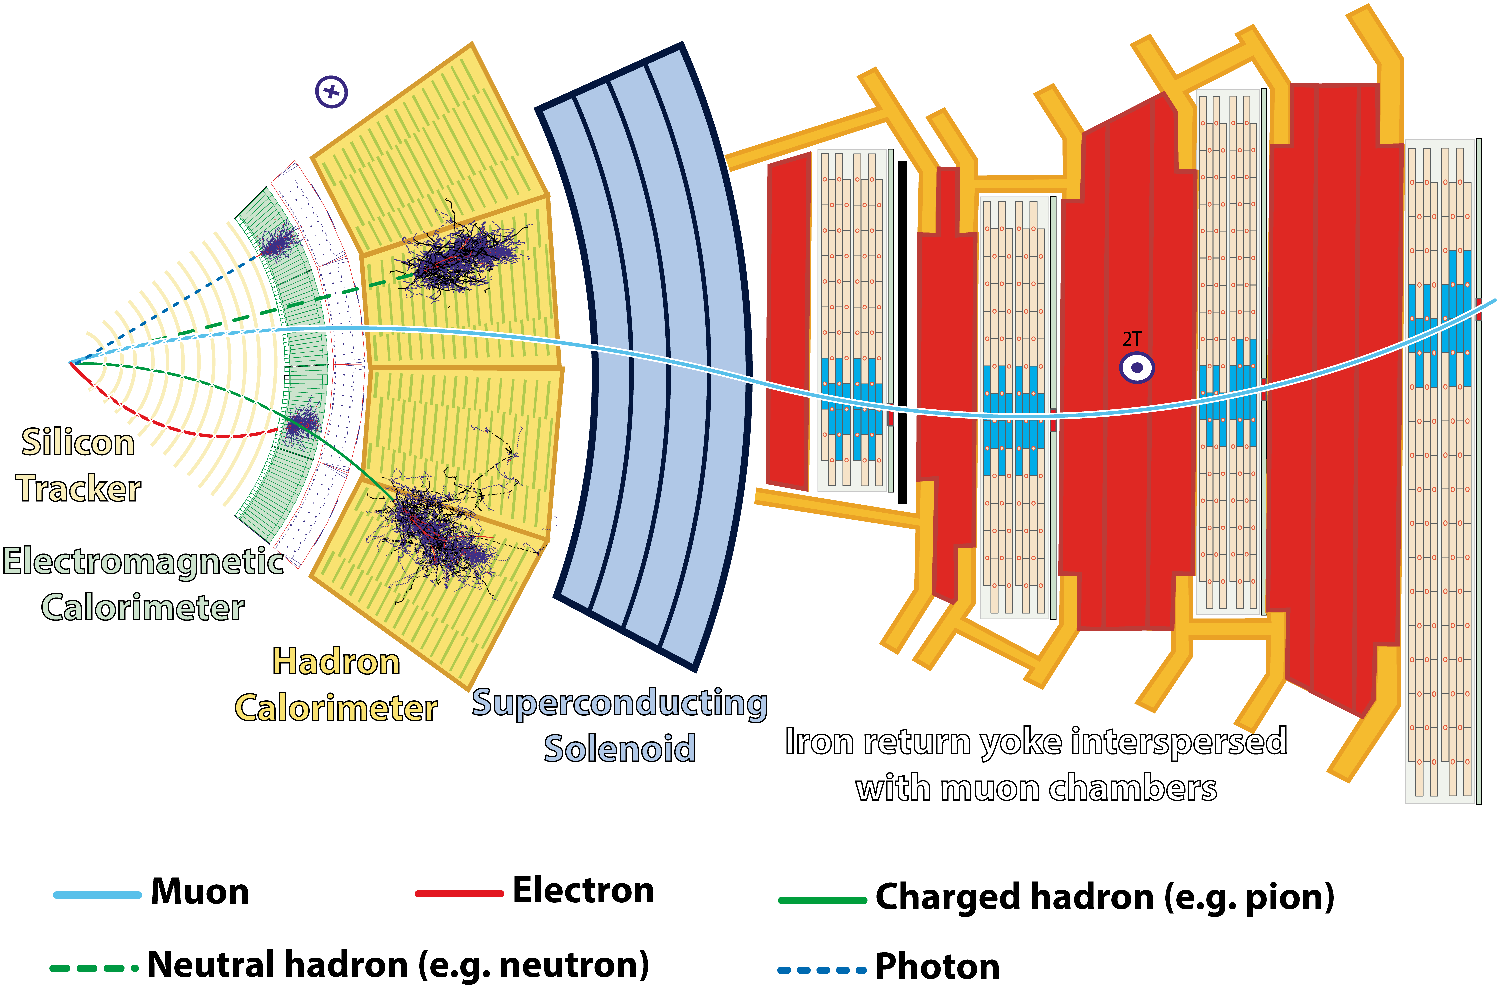 2T
Silicon
Tracker
Electromagnetic
Calorimeter
Hadron
Calorimeter
Superconducting
Solenoid
Iron return yoke interspersed
with muon chambers
Muon
Electron
Charged hadron (e.g. pion)
Neutral hadron (e.g. neutron)
Photon